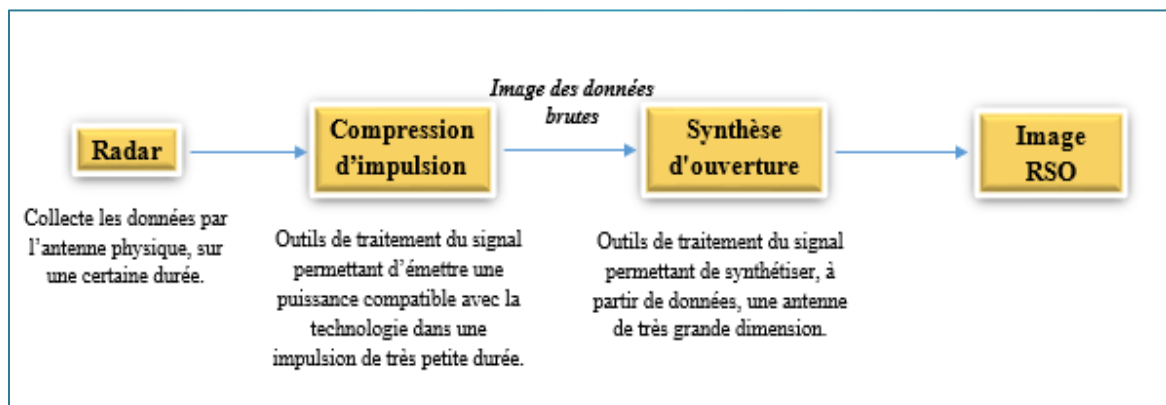 Image des données
brutes
Radar
Compression
d’impulsion
Synthèse
d'ouverture
Image
RSO
Collecte les données par
l’antenne physique, sur
une certaine durée.
Outils de traitement du signal
permettant d’émettre une
puissance compatible avec la
technologie dans une
impulsion de très petite durée.
Outils de traitement du signal
permettant de synthétiser, à
partir de données, une antenne
de très grande dimension.